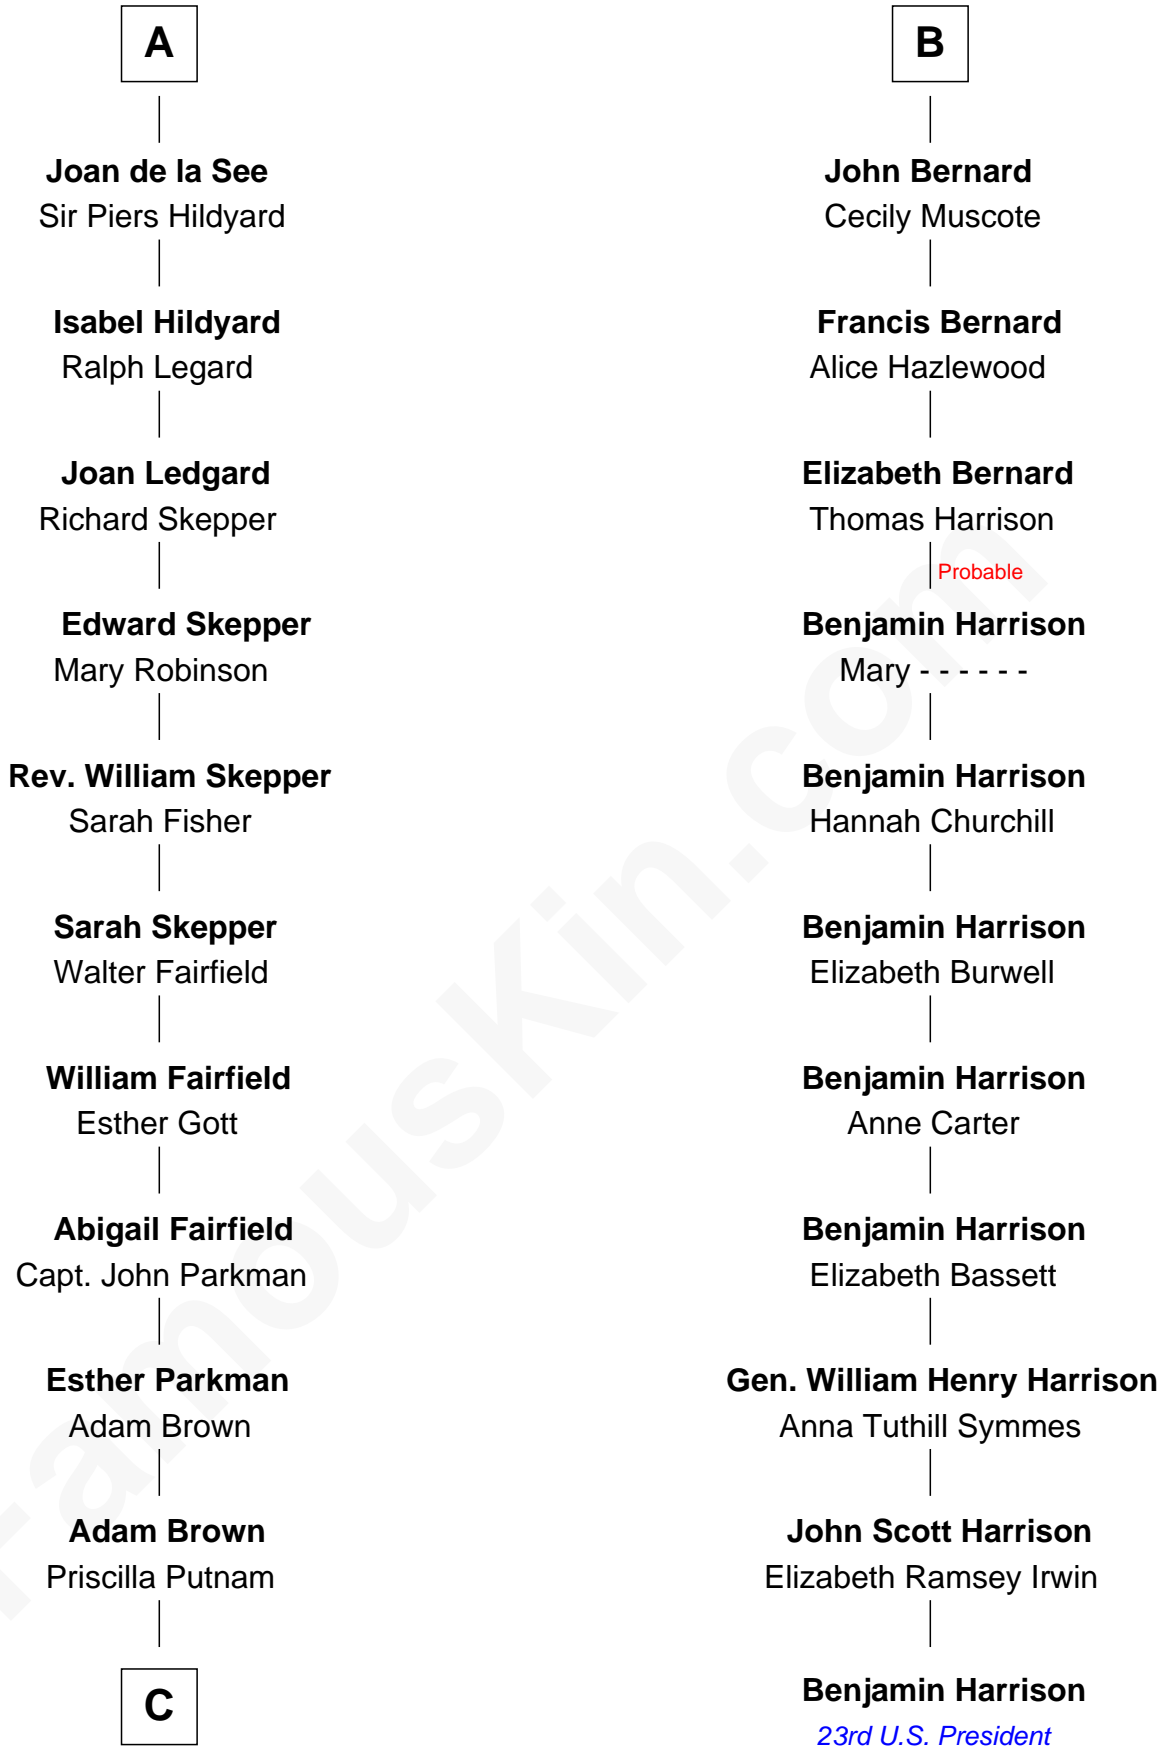 A
Joan de la See
Sir Piers Hildyard
Isabel Hildyard
Ralph Legard
Joan Ledgard
Richard Skepper
Edward Skepper
Mary Robinson
Rev. William Skepper
Sarah Fisher
Sarah Skepper
Walter Fairfield
William Fairfield
Esther Gott
Abigail Fairfield
Capt. John Parkman
Esther Parkman
Adam Brown
Adam Brown
Priscilla Putnam
C
B
John Bernard
Cecily Muscote
Francis Bernard
Alice Hazlewood
Elizabeth Bernard
Thomas Harrison
Probable
Benjamin Harrison
Mary - - - - - -
Benjamin Harrison
Hannah Churchill
Benjamin Harrison
Elizabeth Burwell
Benjamin Harrison
Anne Carter
Benjamin Harrison
Elizabeth Bassett
Gen. William Henry Harrison
Anna Tuthill Symmes
John Scott Harrison
Elizabeth Ramsey Irwin
Benjamin Harrison
23rd U.S. President
FamousKin.com